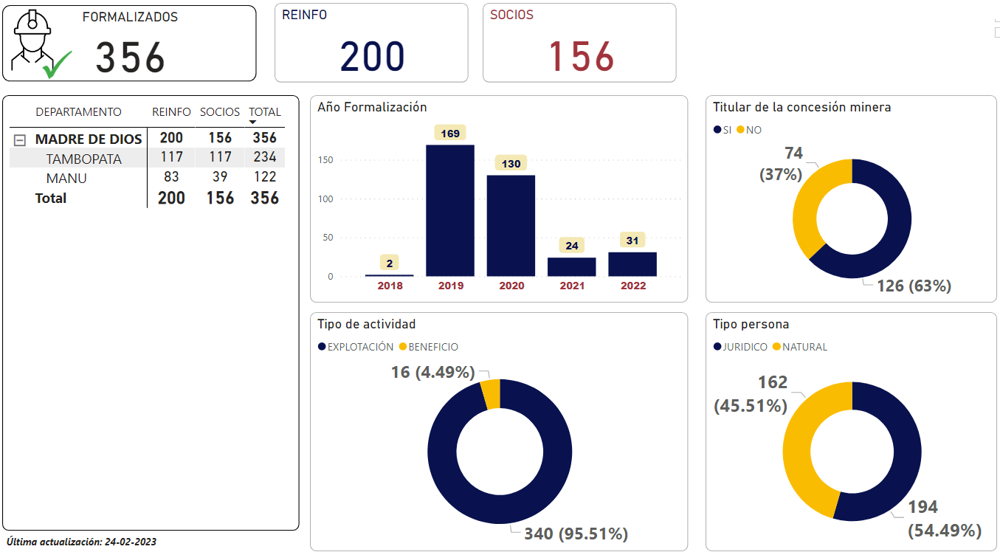 FORMALIZADOS
356
REINFO
200
SOCIOS
156
DEPARTAMENTO REINFO SOCIOS TOTAL
MADRE DE DIOS 200 156 356
TAMBOPATA 117 117 234
MANU 83 39 122
Total 200 156 356
Última actualización: 24-02-2023
Año Formalización
169
150
130
100
50
31
24
2
0
2018 2019 2020 2021 2022
Titular de la concesión minera
SI NO
74
(37%)
126 (63%)
Tipo de actividad
EXPLOTACIÓN BENEFICIO
16 (4.49%)
340 (95.51%)
Tipo persona
JURIDICO NATURAL
162
(45.51%)
194
(54.49%)